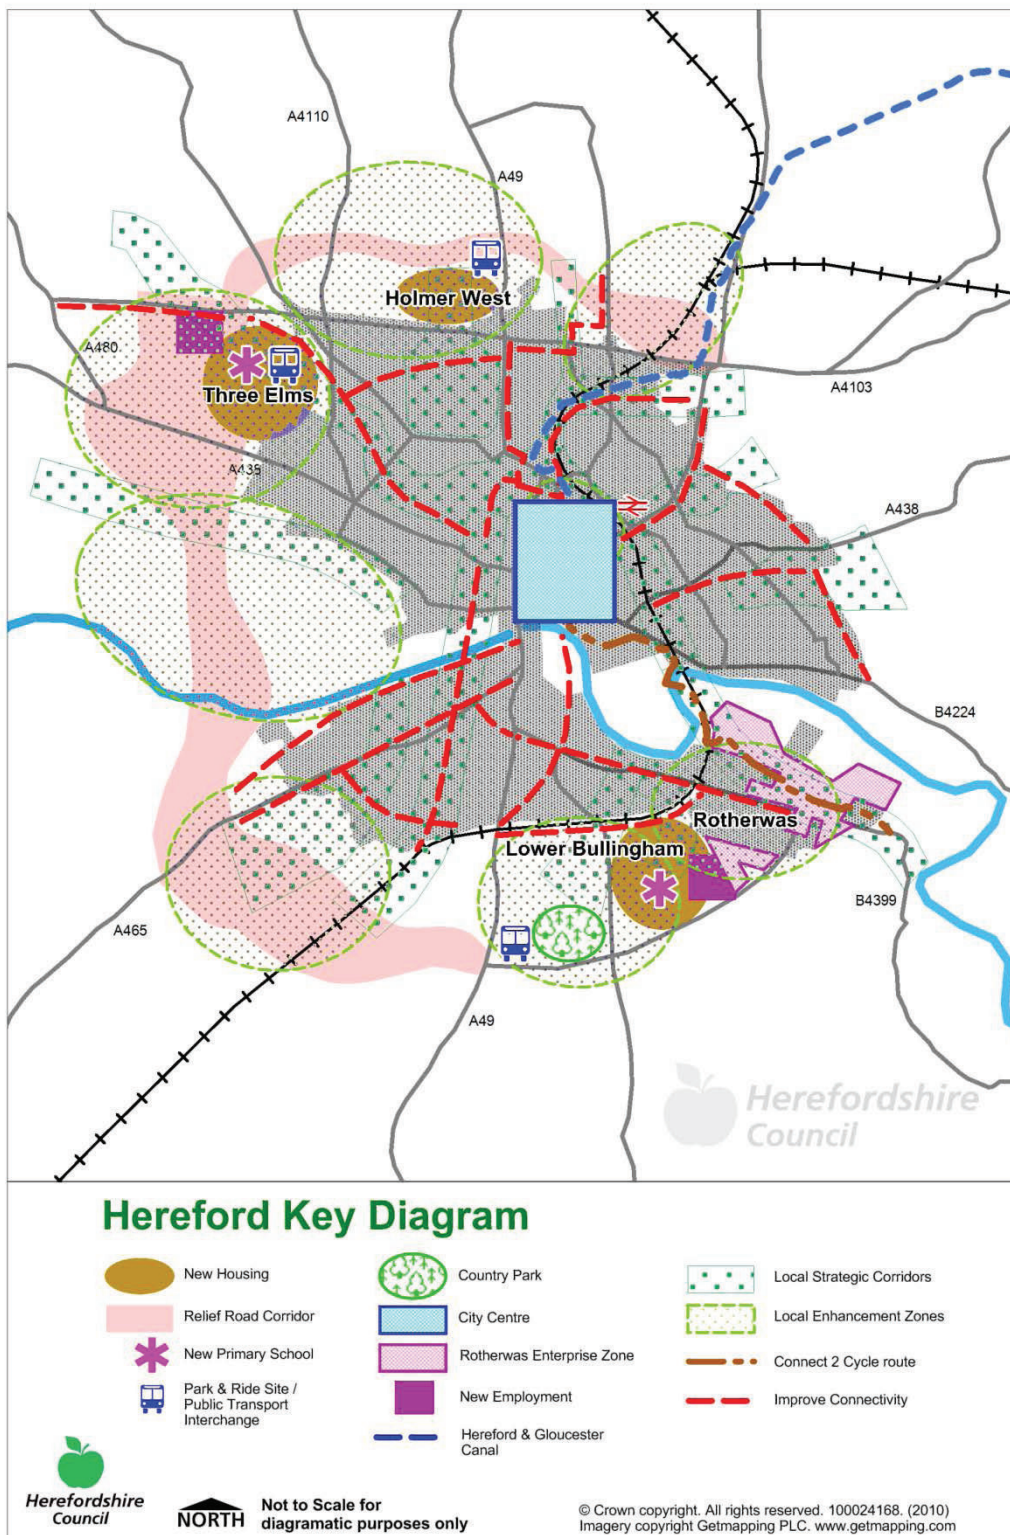 A4110
A49
Holmer West
A480
Three Elms
A4103
A438
A438
B4224
Rotherwas
Lower Bullingham
B4399
A465
A49
Herefordshire
Council
Hereford Key Diagram
New Housing
Relief Road Corridor
New Primary School
Park & Ride Site /
Public Transport
Interchange
Country Park
City Centre
Rotherwas Enterprise Zone
New Employment
Hereford & Gloucester
Canal
Local Strategic Corridors
Local Enhancement Zones
Connect 2 Cycle route
Improve Connectivity
Herefordshire
Council
NORTH
Not to Scale for
diagramatic purposes only
© Crown copyright. All rights reserved. 100024168. (2010)
Imagery copyright Getmapping PLC. www.getmapping.com